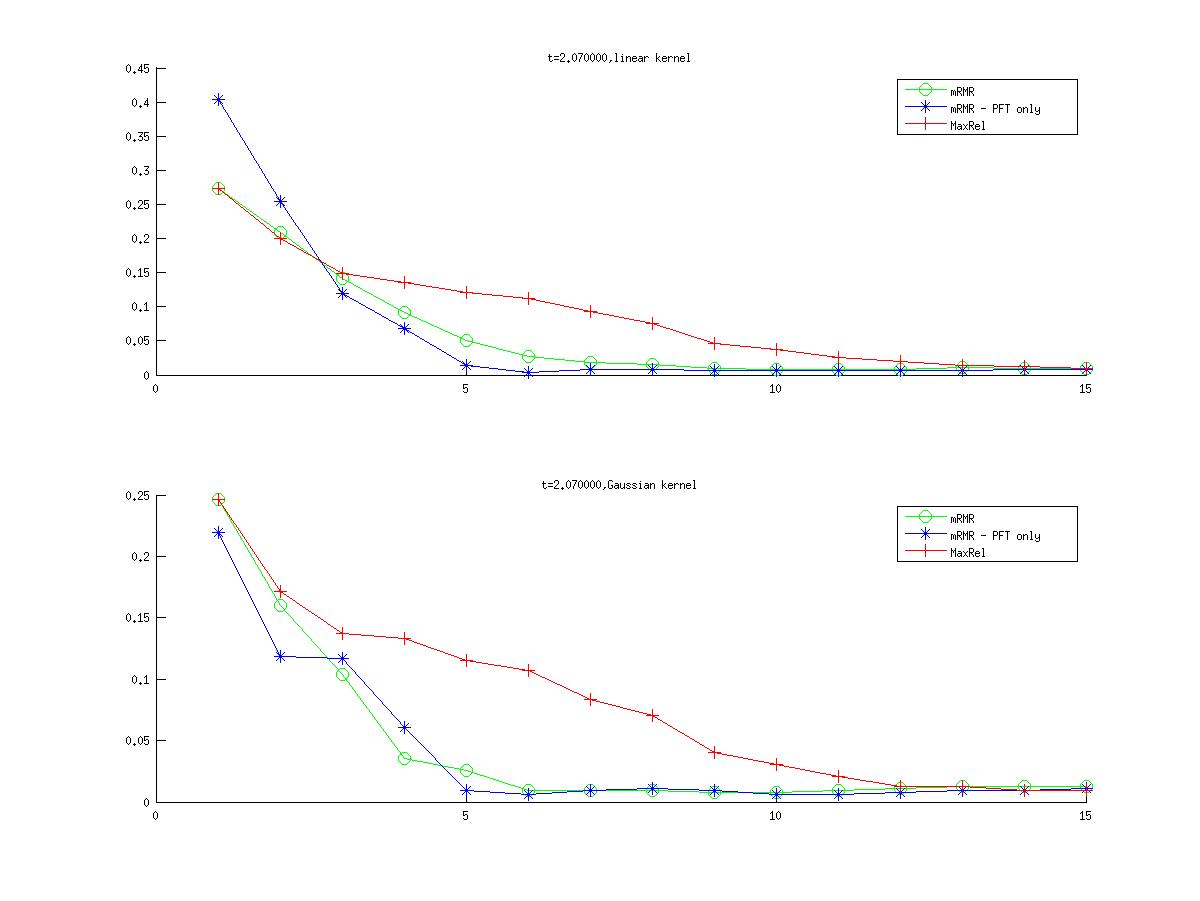 t=2.070000,linear kernel
0.45
0.4
0.35
0.3
0.25
0.2
0.15
0.1
0.05
0
0 5 10 15
mRMR
mRMR - PFT only
MaxRel
t=2.070000,Gaussian kernel
0.25
0.2
0.15
0.1
0.05
0
0 5 10 15
mRMR
mRMR - PFT only
MaxRel